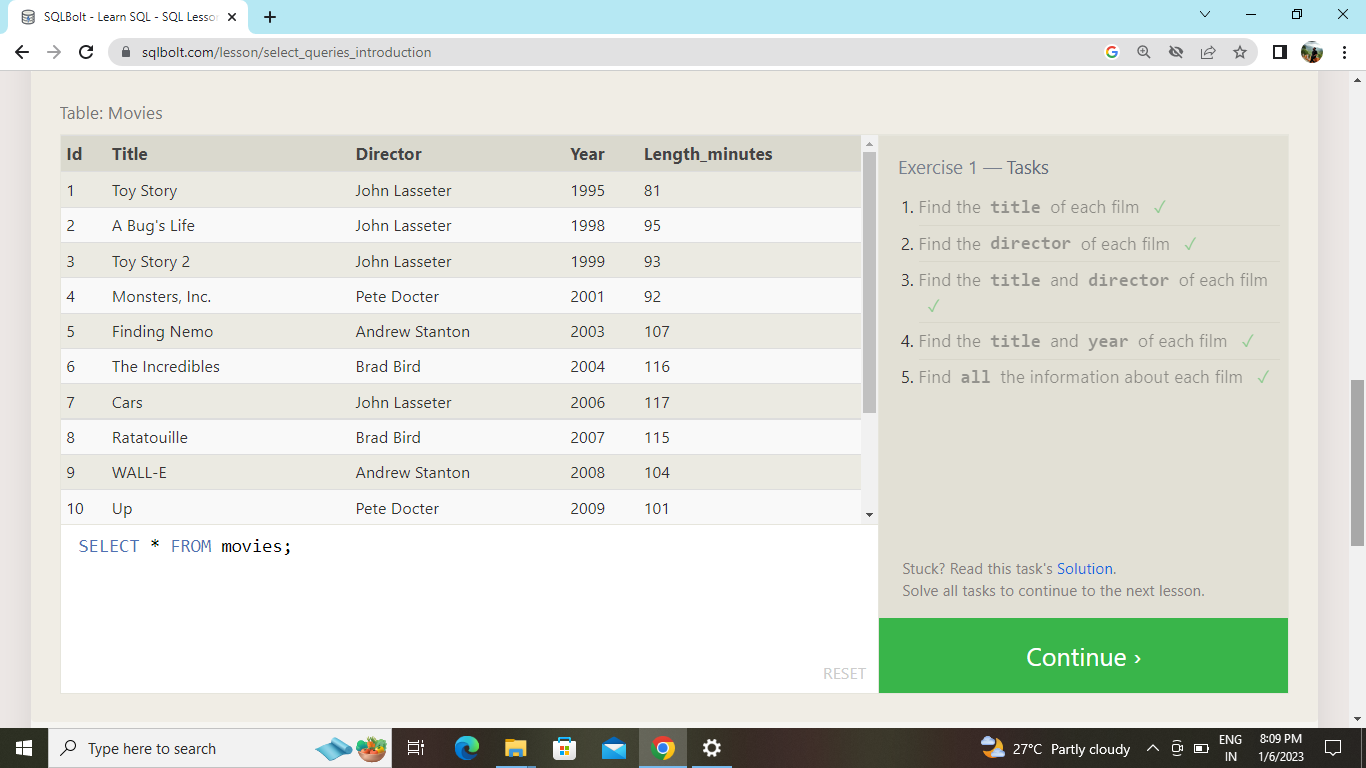 SQLBolt - Learn SQL - SQL Lesson
sqlbolt.com/lesson/select_queries_introduction
Table: Movies
Id Title Director Year Length_minutes
1 Toy Story John Lasseter 1995 81
2 A Bug's Life John Lasseter 1998 95
3 Toy Story 2 John Lasseter 1999 93
4 Monsters, Inc. Pete Docter 2001 92
5 Finding Nemo Andrew Stanton 2003 107
6 The Incredibles Brad Bird 2004 116
7 Cars John Lasseter 2006 117
8 Ratatouille Brad Bird 2007 115
9 WALL-E Andrew Stanton 2008 104
10 Up Pete Docter 2009 101
SELECT * FROM movies;
RESET
Exercise 1 — Tasks
1. Find the title of each film ✓
2. Find the director of each film ✓
3. Find the title and director of each film
✓
4. Find the title and year of each film ✓
5. Find all the information about each film ✓
Stuck? Read this task's Solution.
Solve all tasks to continue to the next lesson.
Continue ›
Type here to search
27°C Partly cloudy
ENG
IN
8:09 PM
1/6/2023